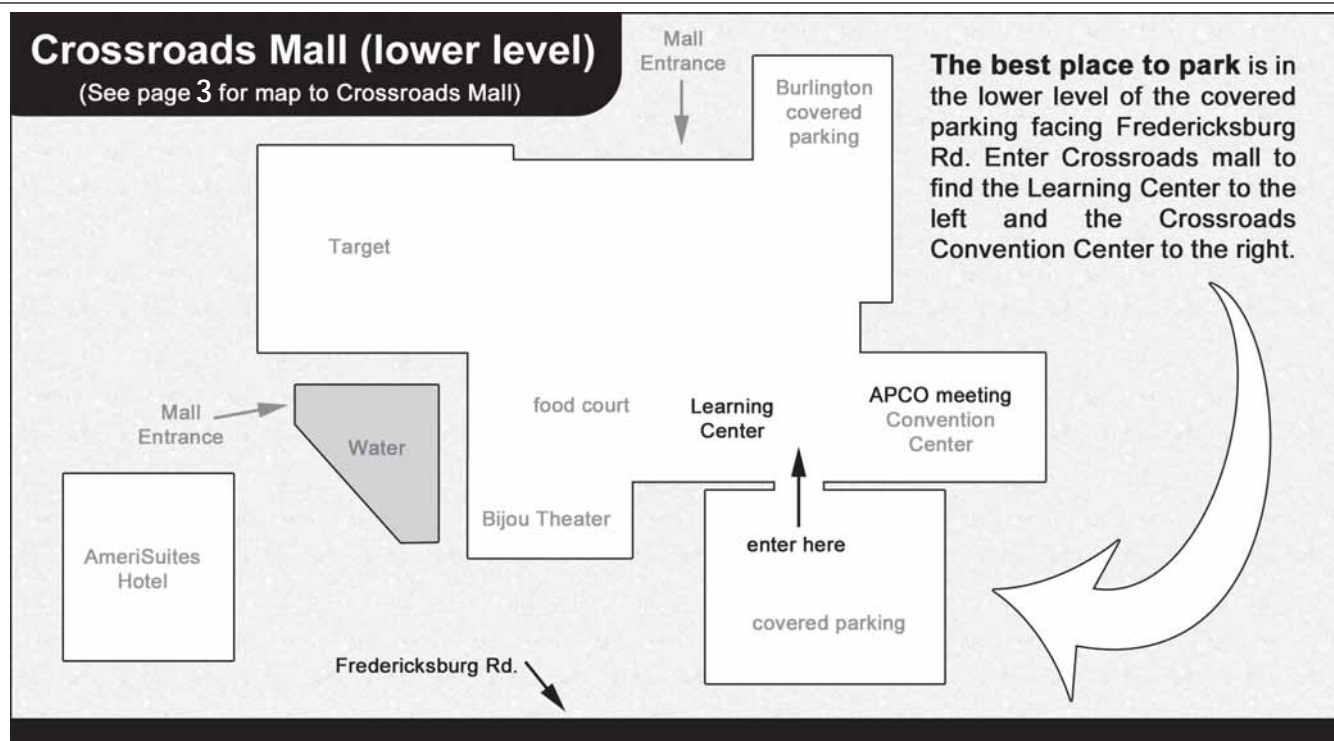 Crossroads Mall (lower level)
(See page 3 for map to Crossroads Mall)
Mall
Entrance
Burlington
covered
parking
The best place to park is in
the lower level of the covered
parking facing Fredericksburg
Rd. Enter Crossroads mall to
find the Learning Center to the
left and the Crossroads
Convention Center to the right.
Target
Mall
Entrance
Water
food court
Learning
Center
APCO meeting
Convention
Center
Bijou Theater
enter here
AmeriSuites
Hotel
covered parking
Fredericksburg Rd.